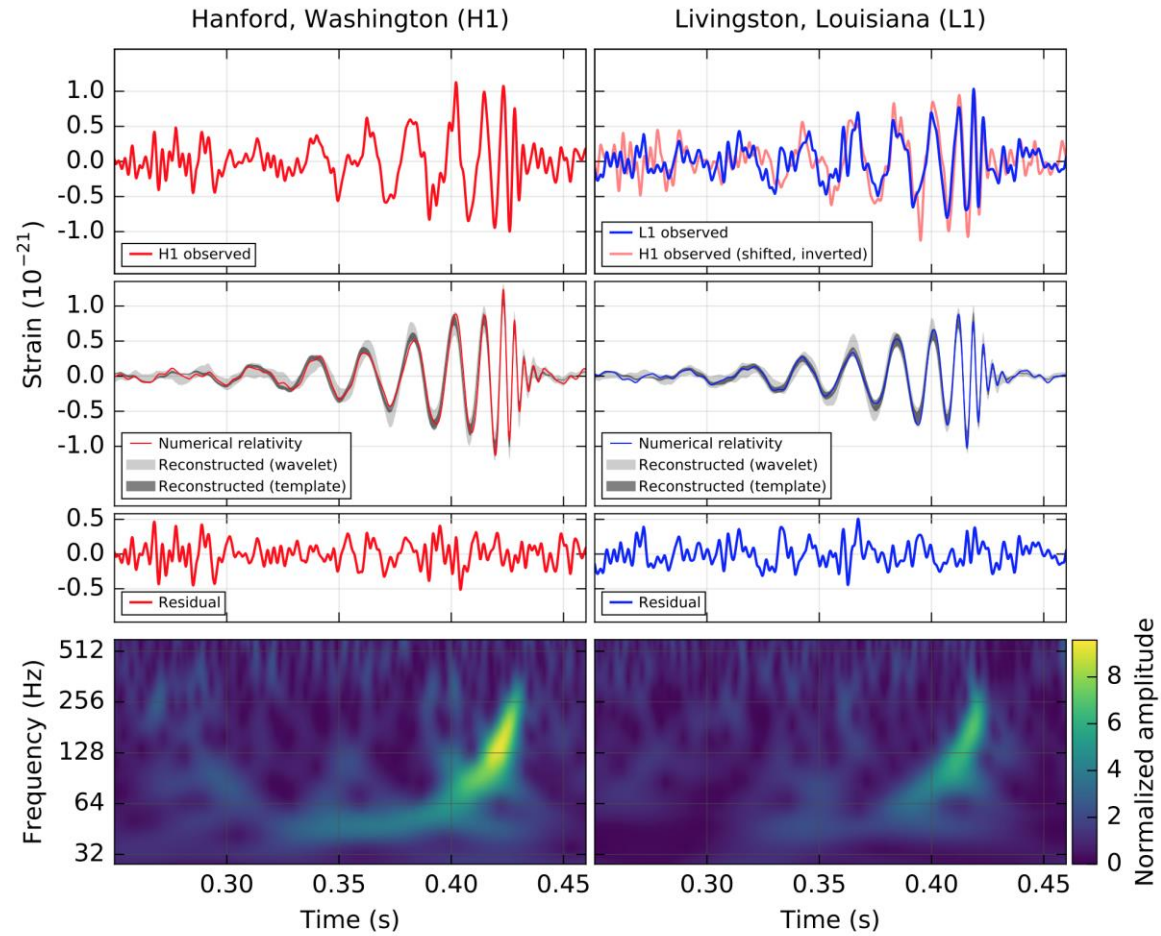 Hanford, Washington (H1)
Livingston, Louisiana (L1)
Strain (10⁻²¹)
1.0
0.5
0.0
-0.5
-1.0
H1 observed
L1 observed
H1 observed (shifted, inverted)
1.0
0.5
0.0
-0.5
-1.0
Numerical relativity
Reconstructed (wavelet)
Reconstructed (template)
Numerical relativity
Reconstructed (wavelet)
Reconstructed (template)
0.5
0.0
-0.5
Residual
Residual
Frequency (Hz)
512
256
128
64
32
0.30
0.35
0.40
0.45
Time (s)
0.30
0.35
0.40
0.45
Time (s)
8
6
4
2
0
Normalized amplitude